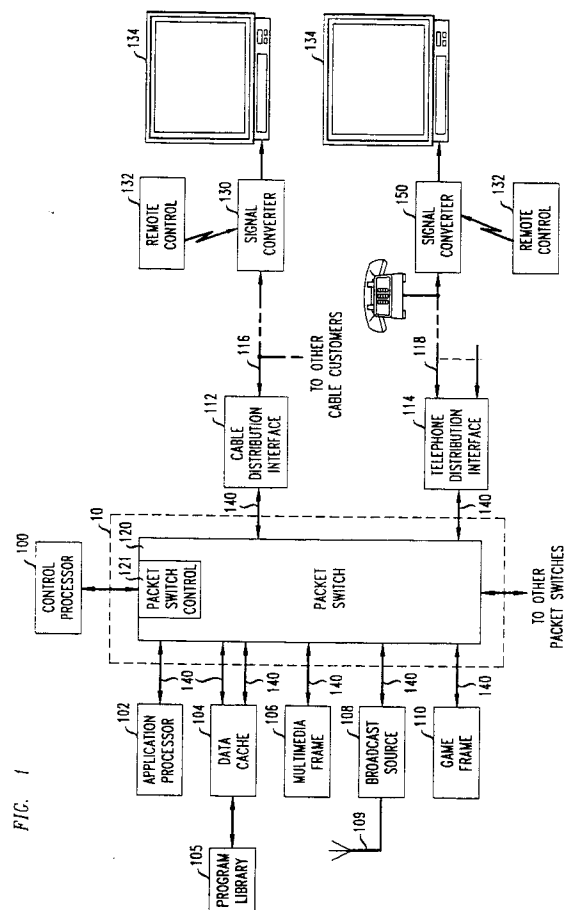 FIG. 1
100
CONTROL
PROCESSOR
10
120
121
PACKET
SWITCH
CONTROL
PACKET
SWITCH
102
APPLICATION
PROCESSOR
140
104
DATA
CACHE
140
140
105
PROGRAM
LIBRARY
106
MULTIMEDIA
FRAME
140
108
BROADCAST
SOURCE
140
109
110
GAME
FRAME
140
TO OTHER
PACKET SWITCHES
140
112
CABLE
DISTRIBUTION
INTERFACE
116
TO OTHER
CABLE CUSTOMERS
132
REMOTE
CONTROL
130
SIGNAL
CONVERTER
134
140
114
TELEPHONE
DISTRIBUTION
INTERFACE
118
150
SIGNAL
CONVERTER
132
REMOTE
CONTROL
134